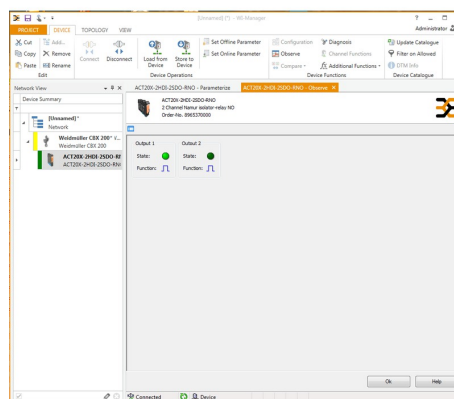 [Unnamed] (*) - WI-Manager
PROJECT DEVICE TOPOLOGY VIEW Administrator
Cut Add...
Copy Remove
Paste Rename
Edit
Connect Disconnect
Load from Device
Store to Device
Set Offline Parameter
Set Online Parameter
Device Operations
Configuration
Observe
Compare
Diagnosis
Channel Functions
Additional Functions
Device Functions
Update Catalogue
Filter on Allowed
DTM Info
Device Catalogue
Network View
Device Summary
[Unnamed]*
Network
Weidmüller CBX 200*
Weidmüller CBX 200
ACT20X-2HDI-2SDO-RN
ACT20X-2HDI-2SDO-RN
ACT20X-2HDI-2SDO-RNO - Parameterize
ACT20X-2HDI-2SDO-RNO - Observe
ACT20X-2HDI-2SDO-RNO
2 Channel Namur isolator-relay NO
Order-No. 8965370000
Output 1 Output 2
State: State:
Function: Function:
Ok Help
Connected Device